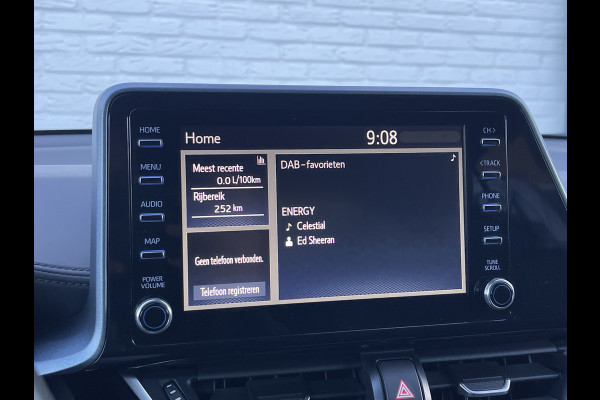 Home
9:08
HOME
MENU
AUDIO
MAP
POWER
VOLUME
Meest recente
0.0 L/100km
Rijbereik
252 km
Geen telefoon verbonden.
Telefoon registreren
DAB-favorieten
ENERGY
Celestial
Ed Sheeran
CH >
< TRACK
PHONE
SETUP
TUNE
SCROLL